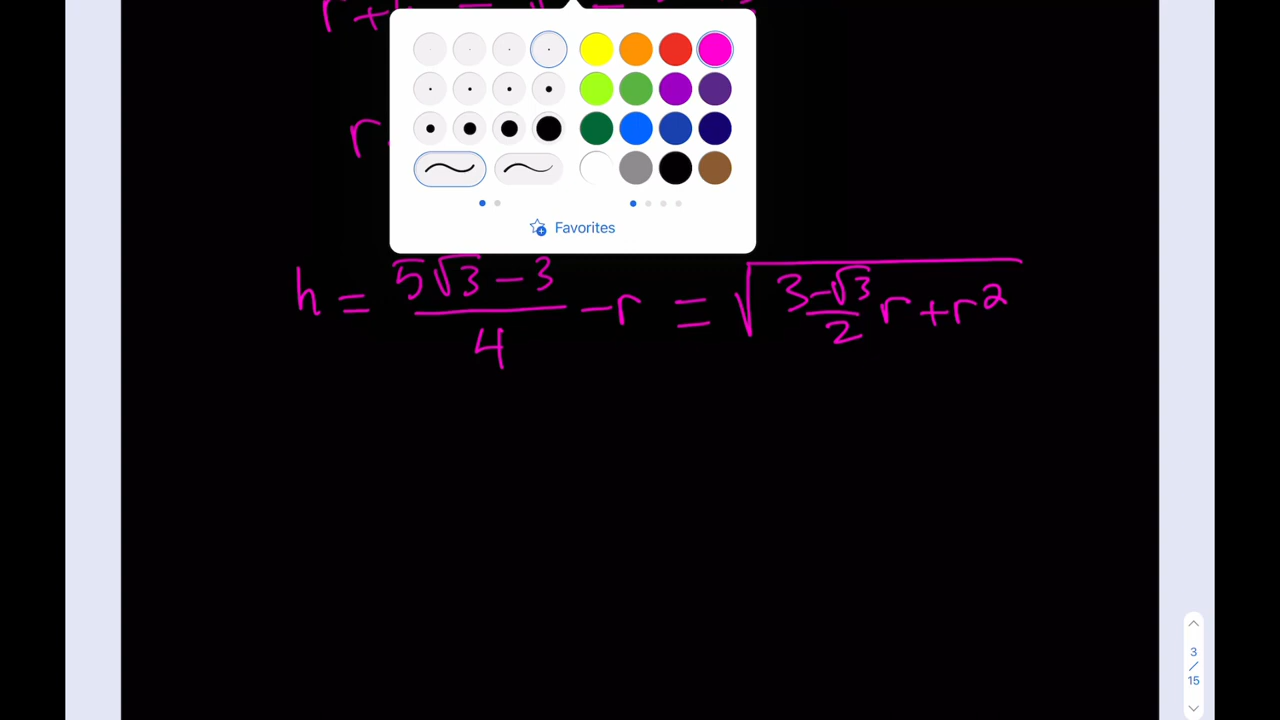 r+h = √
r
Favorites
h = (5√3 − 3)/4 − r = √((3−√3)/2 r + r²)
3
/
15